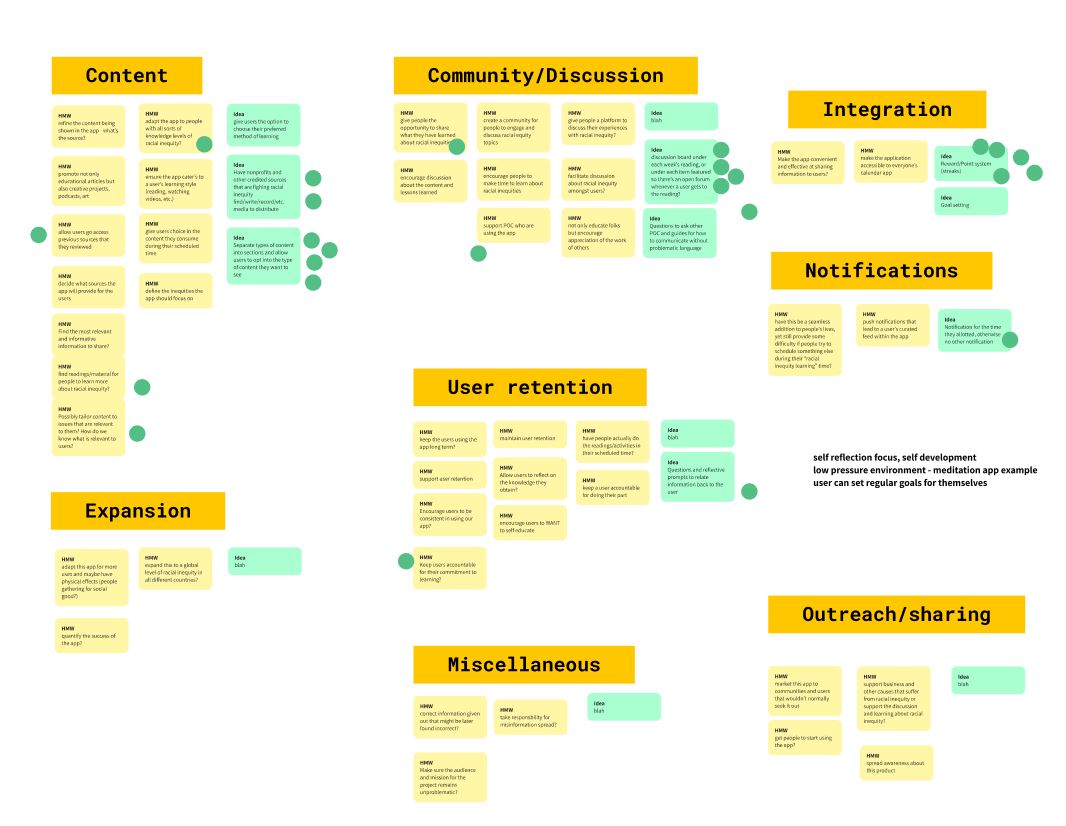 Content
HMW
refine the content being
shown in the app - what's
the source?
HMW
adapt the app to people
with all sorts of
knowledge levels of
racial inequity?
Idea
give users the option to
choose their preferred
method of learning
HMW
promote not only
educational articles but
also creative projects,
podcasts, art
HMW
ensure the app cater's to
a user's learning style
(reading, watching
videos, etc.)
Idea
Have nonprofits and
other credited sources
that are fighting racial
inequity
find/write/record/etc.
media to distribute
HMW
allow users go access
previous sources that
they reviewed
HMW
give users choice in the
content they consume
during their scheduled
time
Idea
Separate types of content
into sections and allow
users to opt into the type
of content they want to
see
HMW
decide what sources the
app will provide for the
users
HMW
define the inequities the
app should focus on
HMW
Find the most relevant
and informative
information to share?
HMW
find readings/material for
people to learn more
about racial inequity?
HMW
Possibly tailor content to
issues that are relevant
to them? How do we
know what is relevant to
users?
Expansion
HMW
adapt this app for more
uses and maybe have
physical effects (people
gathering for social
good?)
HMW
expand this to a global
level of racial inequity in
all different countries?
Idea
blah
HMW
quantify the success of
the app?
Community/Discussion
HMW
give people the
opportunity to share
what they have learned
about racial inequities
HMW
create a community for
people to engage and
discuss racial equity
topics
HMW
give people a platform to
discuss their experiences
with racial inequity?
Idea
blah
HMW
encourage discussion
about the content and
lessons learned
HMW
encourage people to
make time to learn about
racial inequities
HMW
facilitate discussion
about racial inequity
amongst users?
Idea
discussion board under
each week's reading, or
under each item featured
so there's an open forum
whenever a user gets to
the reading?
HMW
support POC who are
using the app
HMW
not only educate folks
but encourage
appreciation of the work
of others
Idea
Questions to ask other
POC and guides for how
to communicate without
problematic language
User retention
HMW
keep the users using the
app long term?
HMW
maintain user retention
HMW
have people actually do
the readings/activities in
their scheduled time?
Idea
blah
HMW
support user retention
HMW
Allow users to reflect on
the knowledge they
obtain?
HMW
keep a user accountable
for doing their part
Idea
Questions and reflective
prompts to relate
information back to the
user
HMW
Encourage users to be
consistent in using our
app?
HMW
encourage users to WANT
to self educate
HMW
Keep users accountable
for their commitment to
learning?
Miscellaneous
HMW
correct information given
out that might be later
found incorrect?
HMW
take responsibility for
misinformation spread?
Idea
blah
HMW
Make sure the audience
and mission for the
project remains
unproblematic?
Integration
HMW
Make the app convenient
and effective at sharing
information to users?
HMW
make the application
accessible to everyone's
calendar app
Idea
Reward/Point system
(streaks)
Idea
Goal setting
Notifications
HMW
have this be a seamless
addition to people's lives,
yet still provide some
difficulty if people try to
schedule something else
during their "racial
inequity learning" time?
HMW
push notifications that
lead to a user's curated
feed within the app
Idea
Notification for the time
they allotted, otherwise
no other notification
self reflection focus, self development
low pressure environment - meditation app example
user can set regular goals for themselves
Outreach/sharing
HMW
market this app to
communities and users
that wouldn't normally
seek it out
HMW
support business and
other causes that suffer
from racial inequity or
support the discussion
and learning about racial
inequity?
Idea
blah
HMW
get people to start using
the app?
HMW
spread awareness about
this product